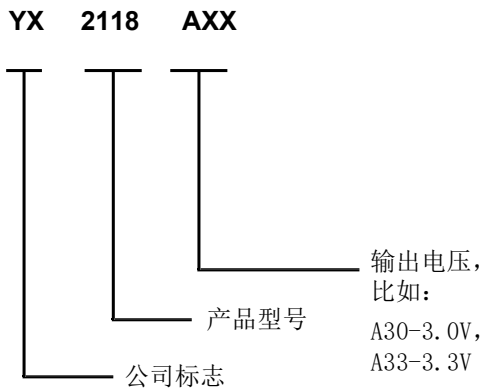 YX 2118 AXX
输出电压，
比如：
A30-3.0V，
A33-3.3V
产品型号
公司标志